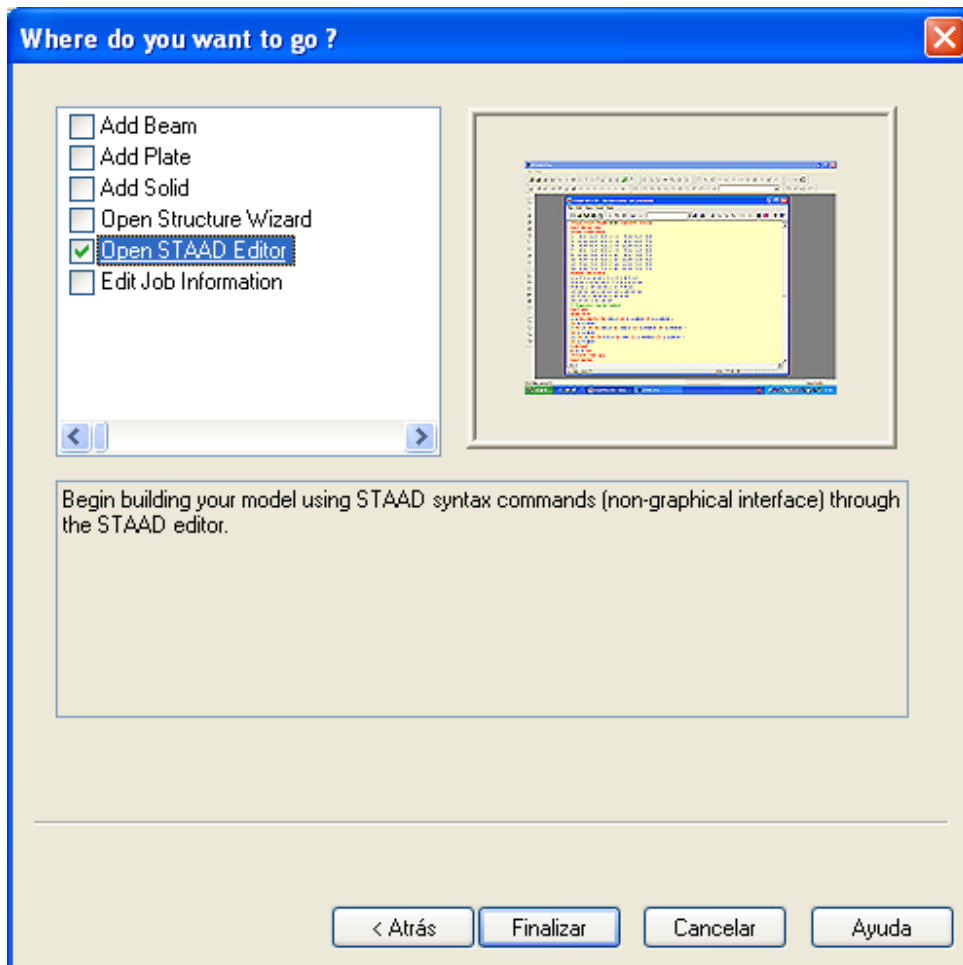 Where do you want to go ?
Add Beam
Add Plate
Add Solid
Open Structure Wizard
Open STAAD Editor
Edit Job Information
Begin building your model using STAAD syntax commands (non-graphical interface) through
the STAAD editor.
< Atrás
Finalizar
Cancelar
Ayuda